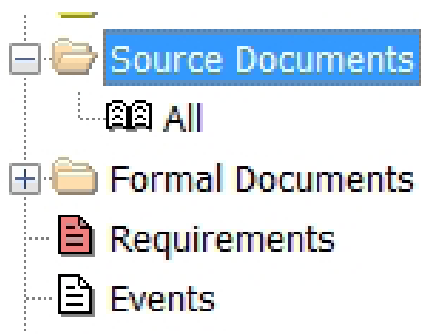 Source Documents
All
Formal Documents
Requirements
Events